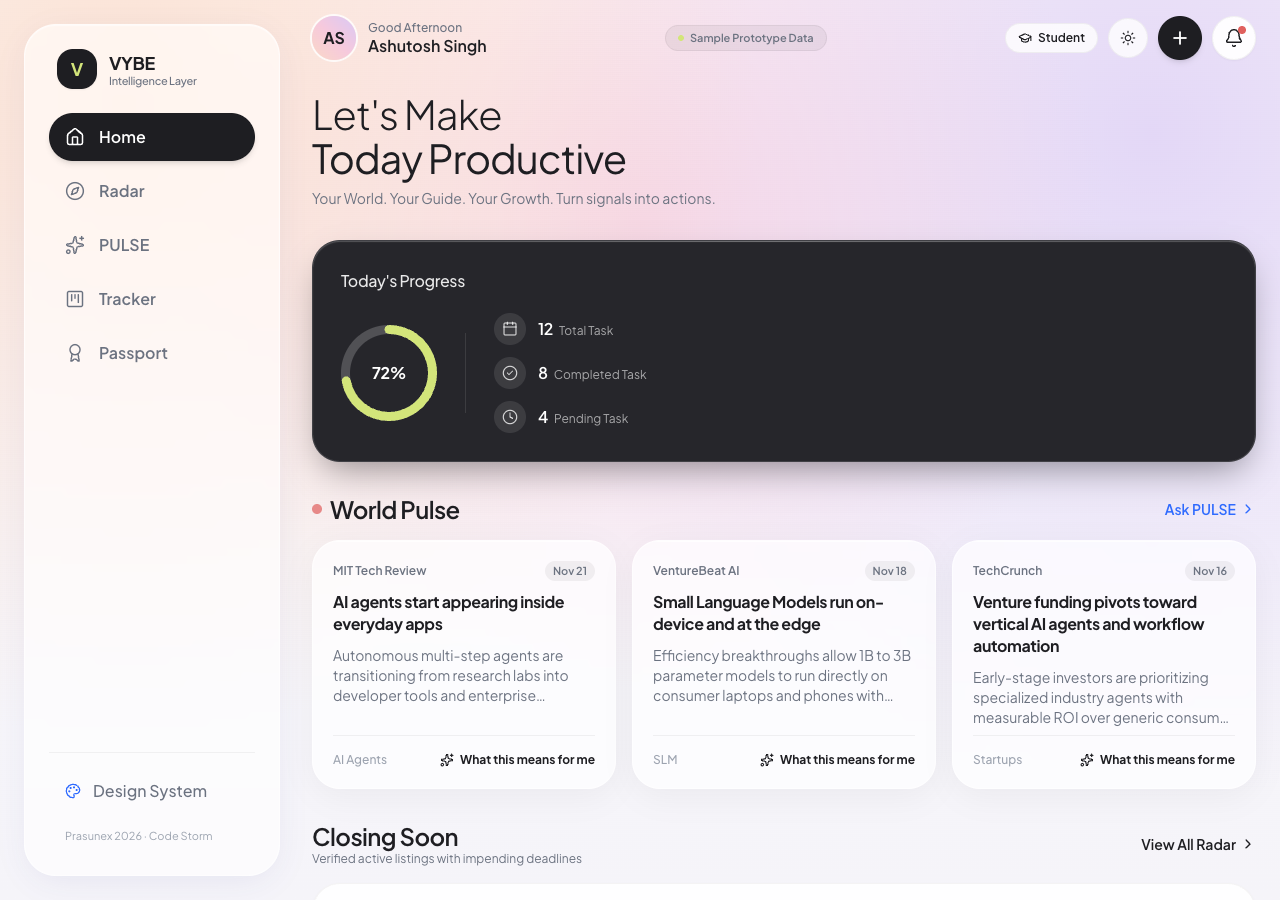 V
VYBE
Intelligence Layer
Home
Radar
PULSE
Tracker
Passport
Design System
Prasunex 2026 · Code Storm
AS
Good Afternoon
Ashutosh Singh
Sample Prototype Data
Student
Let's Make
Today Productive
Your World. Your Guide. Your Growth. Turn signals into actions.
Today's Progress
72%
12 Total Task
8 Completed Task
4 Pending Task
World Pulse
Ask PULSE
MIT Tech Review
Nov 21
AI agents start appearing inside
everyday apps
Autonomous multi-step agents are
transitioning from research labs into
developer tools and enterprise...
AI Agents
What this means for me
VentureBeat AI
Nov 18
Small Language Models run on-
device and at the edge
Efficiency breakthroughs allow 1B to 3B
parameter models to run directly on
consumer laptops and phones with...
SLM
What this means for me
TechCrunch
Nov 16
Venture funding pivots toward
vertical AI agents and workflow
automation
Early-stage investors are prioritizing
specialized industry agents with
measurable ROI over generic consum...
Startups
What this means for me
Closing Soon
Verified active listings with impending deadlines
View All Radar